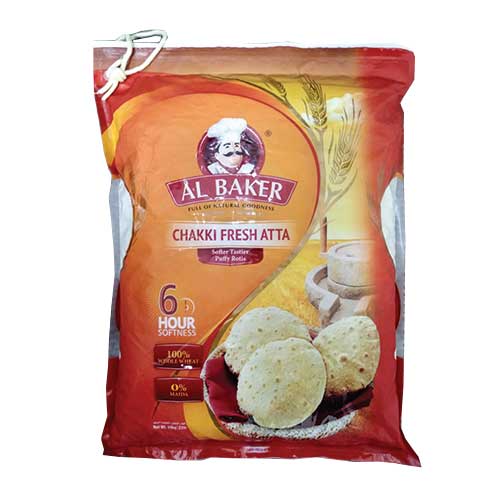 AL BAKER
FULL OF NATURAL GOODNESS
CHAKKI FRESH ATTA
Softer Tastier
Puffy Rotis
6
HOUR
SOFTNESS
100%
WHOLE WHEAT
0%
MAIDA